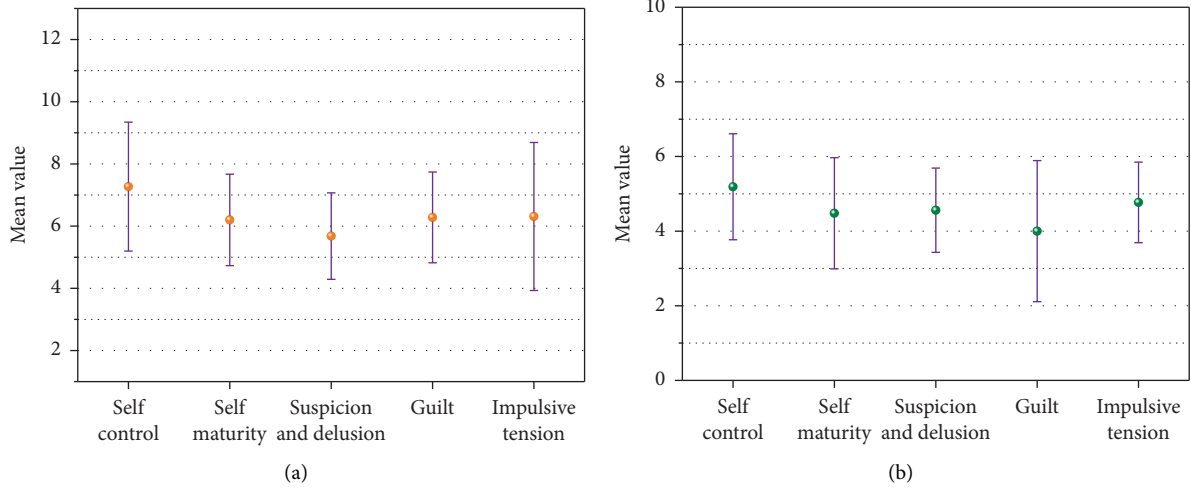 Mean value
12
10
8
6
4
2
Self
control
Self
maturity
Suspicion
and delusion
Guilt
Impulsive
tension
(a)
Mean value
10
8
6
4
2
0
Self
control
Self
maturity
Suspicion
and delusion
Guilt
Impulsive
tension
(b)